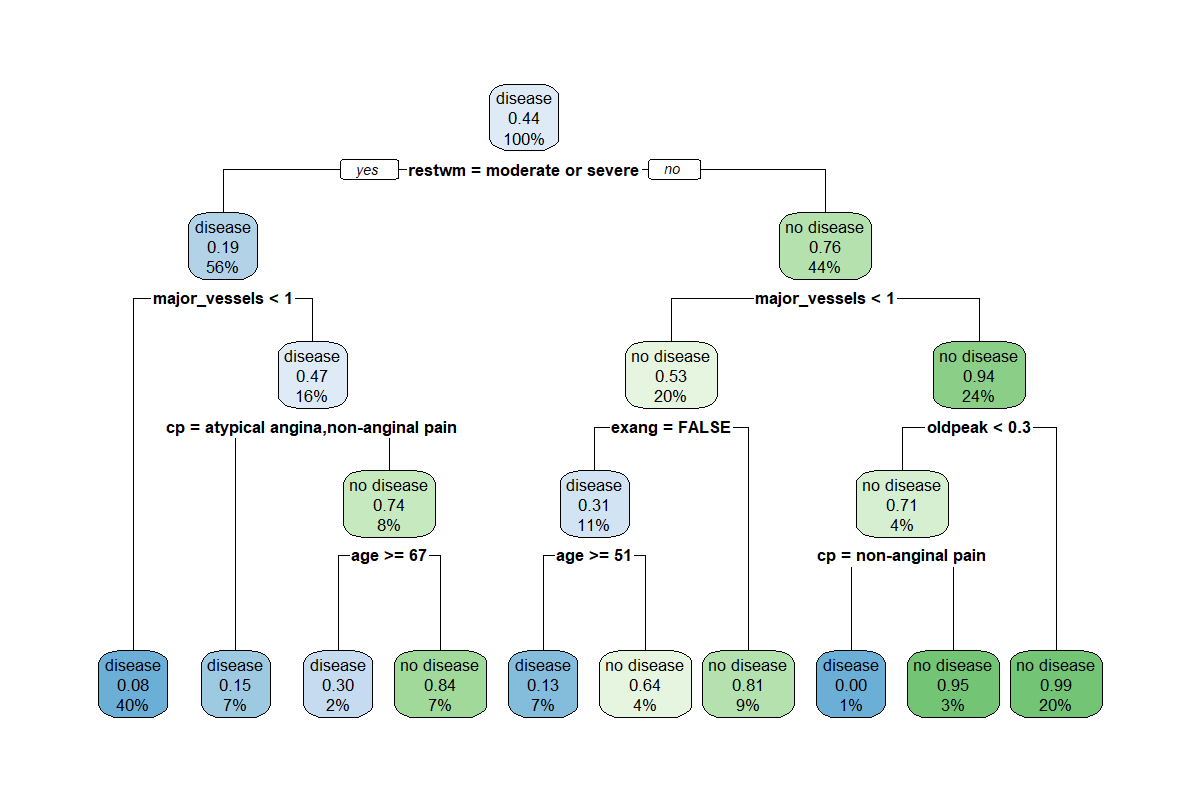 disease
0.44
100%
yes
restwm = moderate or severe
no
disease
0.19
56%
no disease
0.76
44%
major_vessels < 1
major_vessels < 1
disease
0.47
16%
no disease
0.53
20%
no disease
0.94
24%
cp = atypical angina,non-anginal pain
exang = FALSE
oldpeak < 0.3
no disease
0.74
8%
disease
0.31
11%
no disease
0.71
4%
age >= 67
age >= 51
cp = non-anginal pain
disease
0.08
40%
disease
0.15
7%
disease
0.30
2%
no disease
0.84
7%
disease
0.13
7%
no disease
0.64
4%
no disease
0.81
9%
disease
0.00
1%
no disease
0.95
3%
no disease
0.99
20%